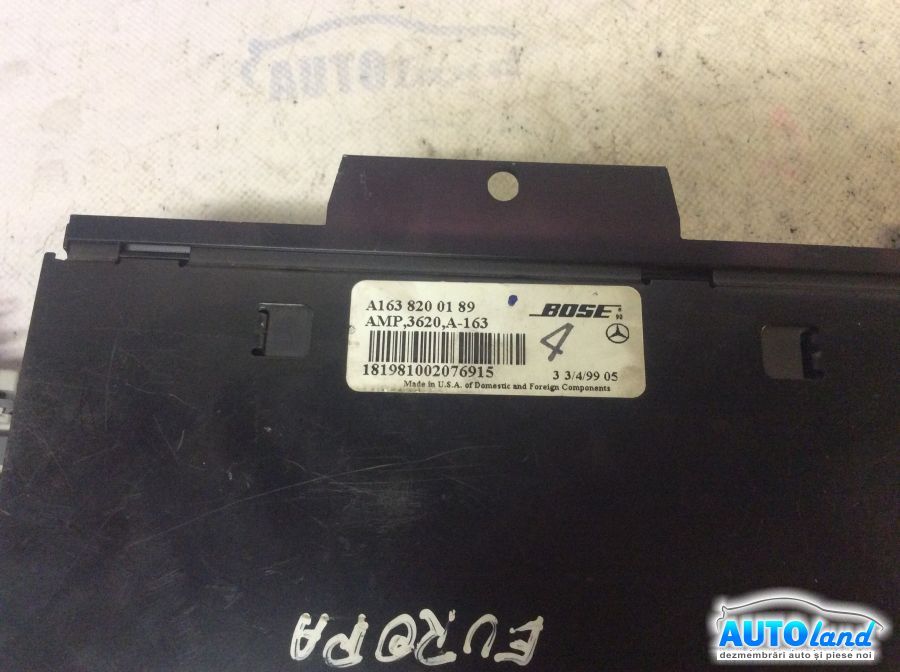 A163 820 01 89
BOSE
AMP,3620,A-163
4
181981002076915
3 3/4/99 05
Made in U.S.A. of Domestic and Foreign Components
EUROPA
AUTOland
dezmembrări auto și piese noi